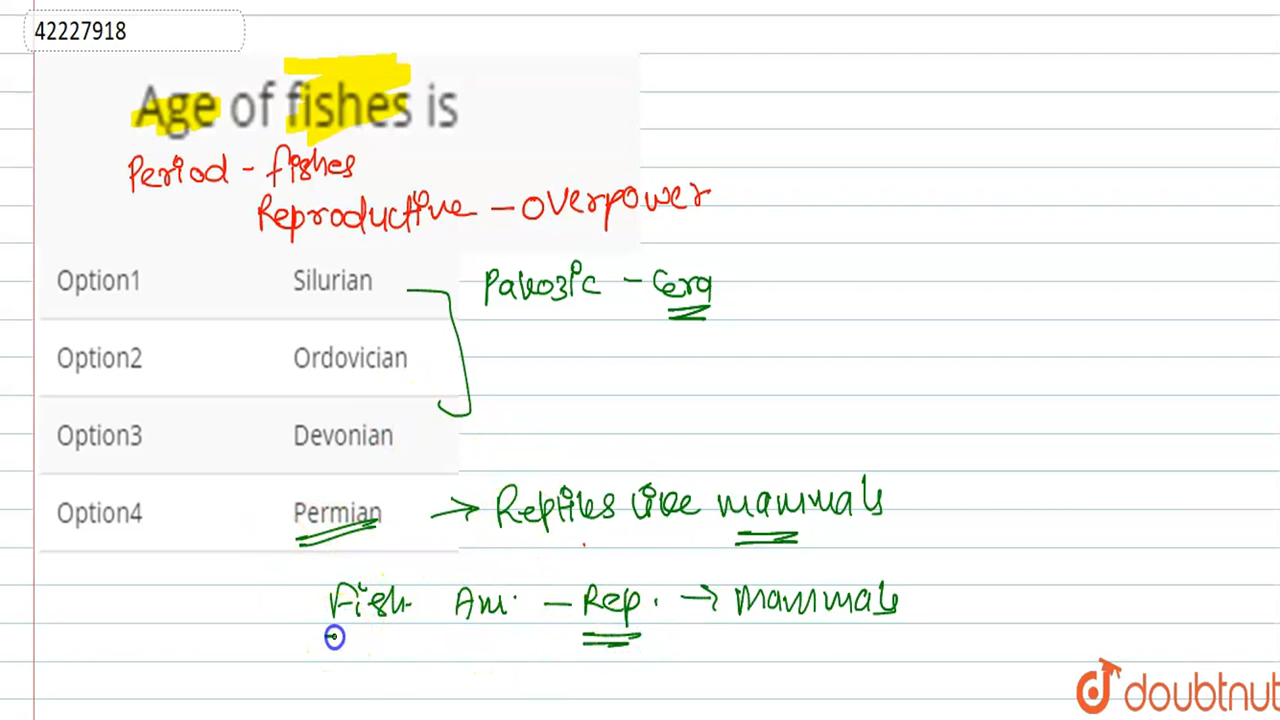 42227918
Age of fishes is
Period - fishes
Reproductive - overpower
Option1 Silurian
Paleozoic - era
Option2 Ordovician
Option3 Devonian
Option4 Permian → Reptiles like mammals
Fish Am. - Rep. → mammals
doubtnut